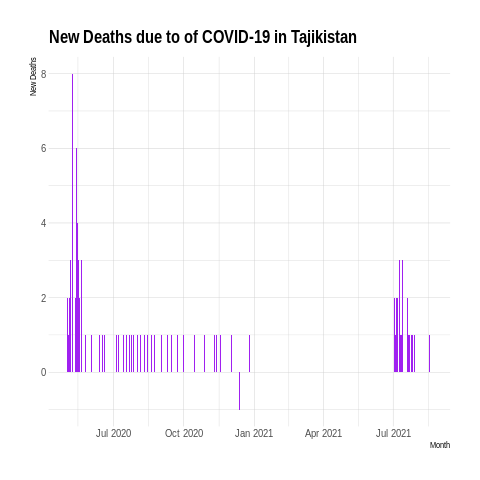 New Deaths due to of COVID-19 in Tajikistan
New Deaths
8
6
4
2
0
Jul 2020 Oct 2020 Jan 2021 Apr 2021 Jul 2021
Month